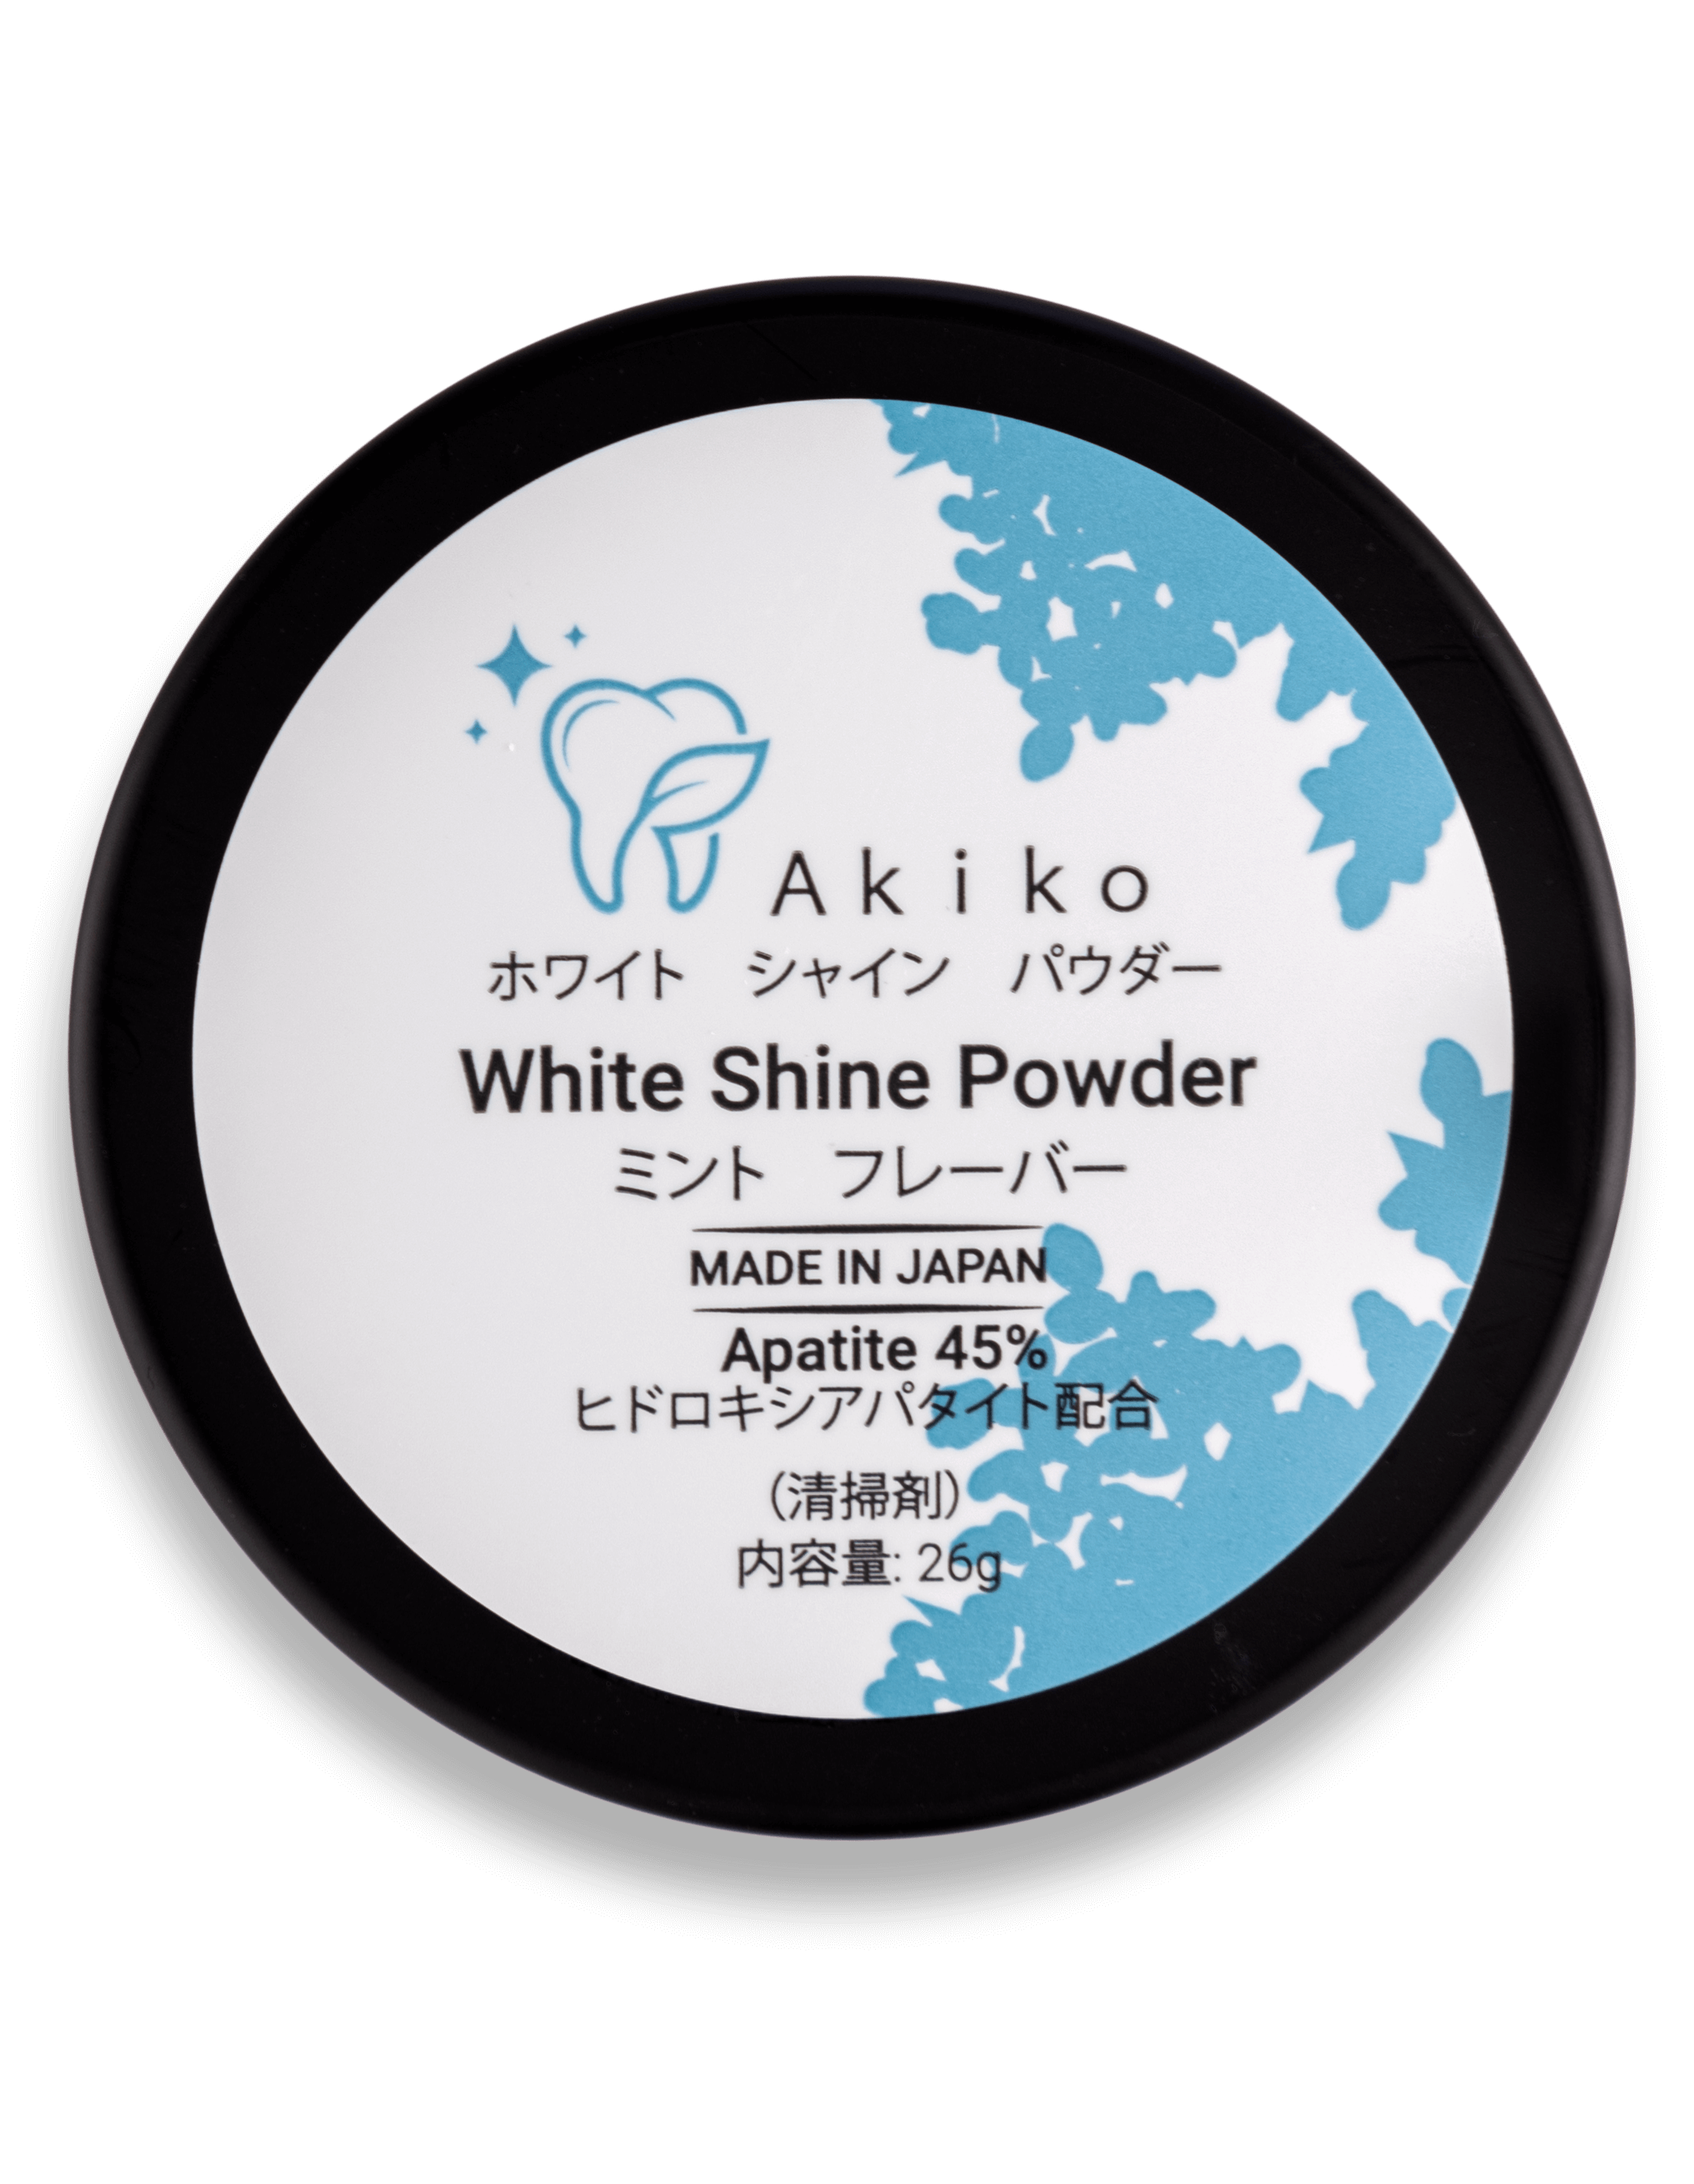 Akiko
ホワイト　シャイン　パウダー
White Shine Powder
ミント　フレーバー
MADE IN JAPAN
Apatite 45%
ヒドロキシアパタイト配合
（清掃剤）
内容量: 26g